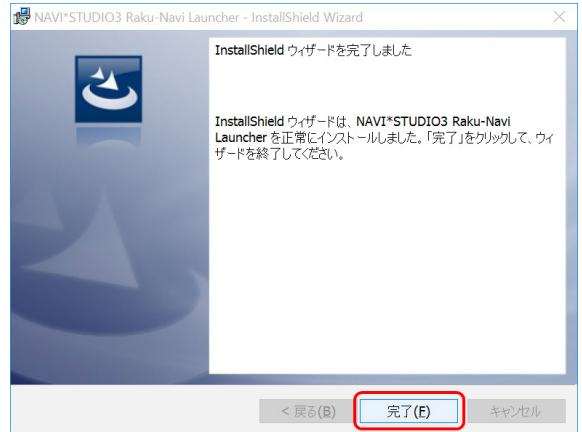 NAVI*STUDIO3 Raku-Navi Launcher - InstallShield Wizard
InstallShield ウィザードを完了しました
InstallShield ウィザードは、NAVI*STUDIO3 Raku-Navi
Launcher を正常にインストールしました。「完了」をクリックして、ウィ
ザードを終了してください。
< 戻る(B) 完了(F) キャンセル